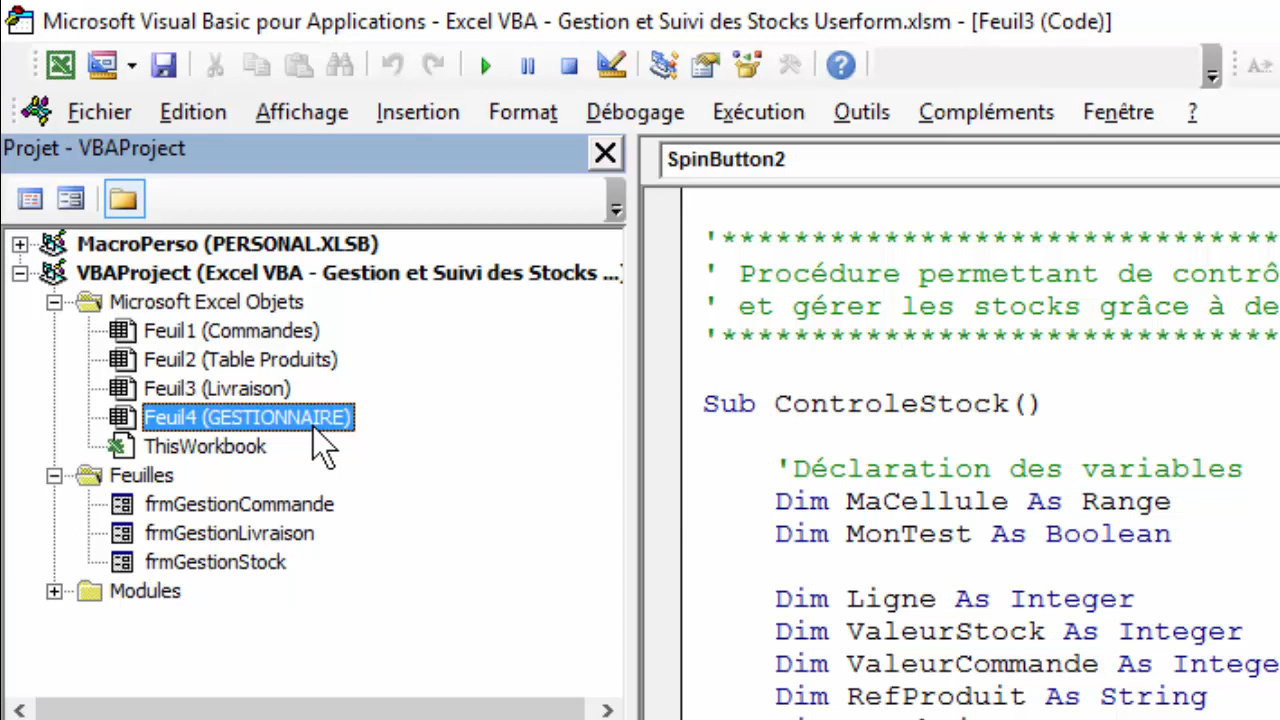 Microsoft Visual Basic pour Applications - Excel VBA - Gestion et Suivi des Stocks Userform.xlsm - [Feuil3 (Code)]
Fichier Edition Affichage Insertion Format Débogage Exécution Outils Compléments Fenêtre ?
Projet - VBAProject
MacroPerso (PERSONAL.XLSB)
VBAProject (Excel VBA - Gestion et Suivi des Stocks ...)
Microsoft Excel Objets
Feuil1 (Commandes)
Feuil2 (Table Produits)
Feuil3 (Livraison)
Feuil4 (GESTIONNAIRE)
ThisWorkbook
Feuilles
frmGestionCommande
frmGestionLivraison
frmGestionStock
Modules
SpinButton2
'********************************
' Procédure permettant de contrô
' et gérer les stocks grâce à de
'********************************
Sub ControleStock()
'Déclaration des variables
Dim MaCellule As Range
Dim MonTest As Boolean
Dim Ligne As Integer
Dim ValeurStock As Integer
Dim ValeurCommande As Intege
Dim RefProduit As String